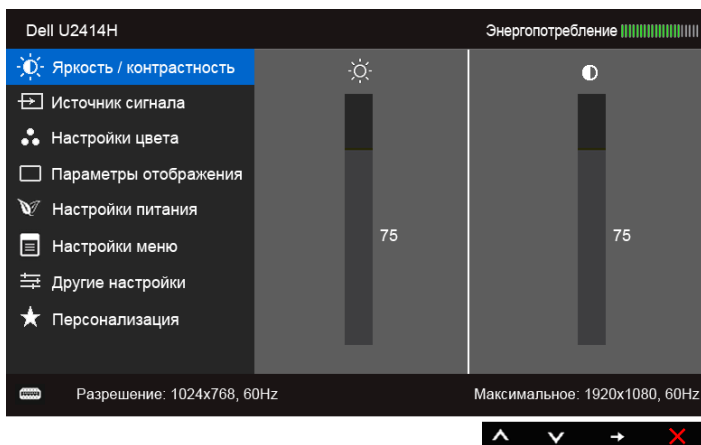 Dell U2414H
Энергопотребление
Яркость / контрастность
Источник сигнала
Настройки цвета
Параметры отображения
Настройки питания
Настройки меню
Другие настройки
Персонализация
75
75
Разрешение: 1024x768, 60Hz
Максимальное: 1920x1080, 60Hz